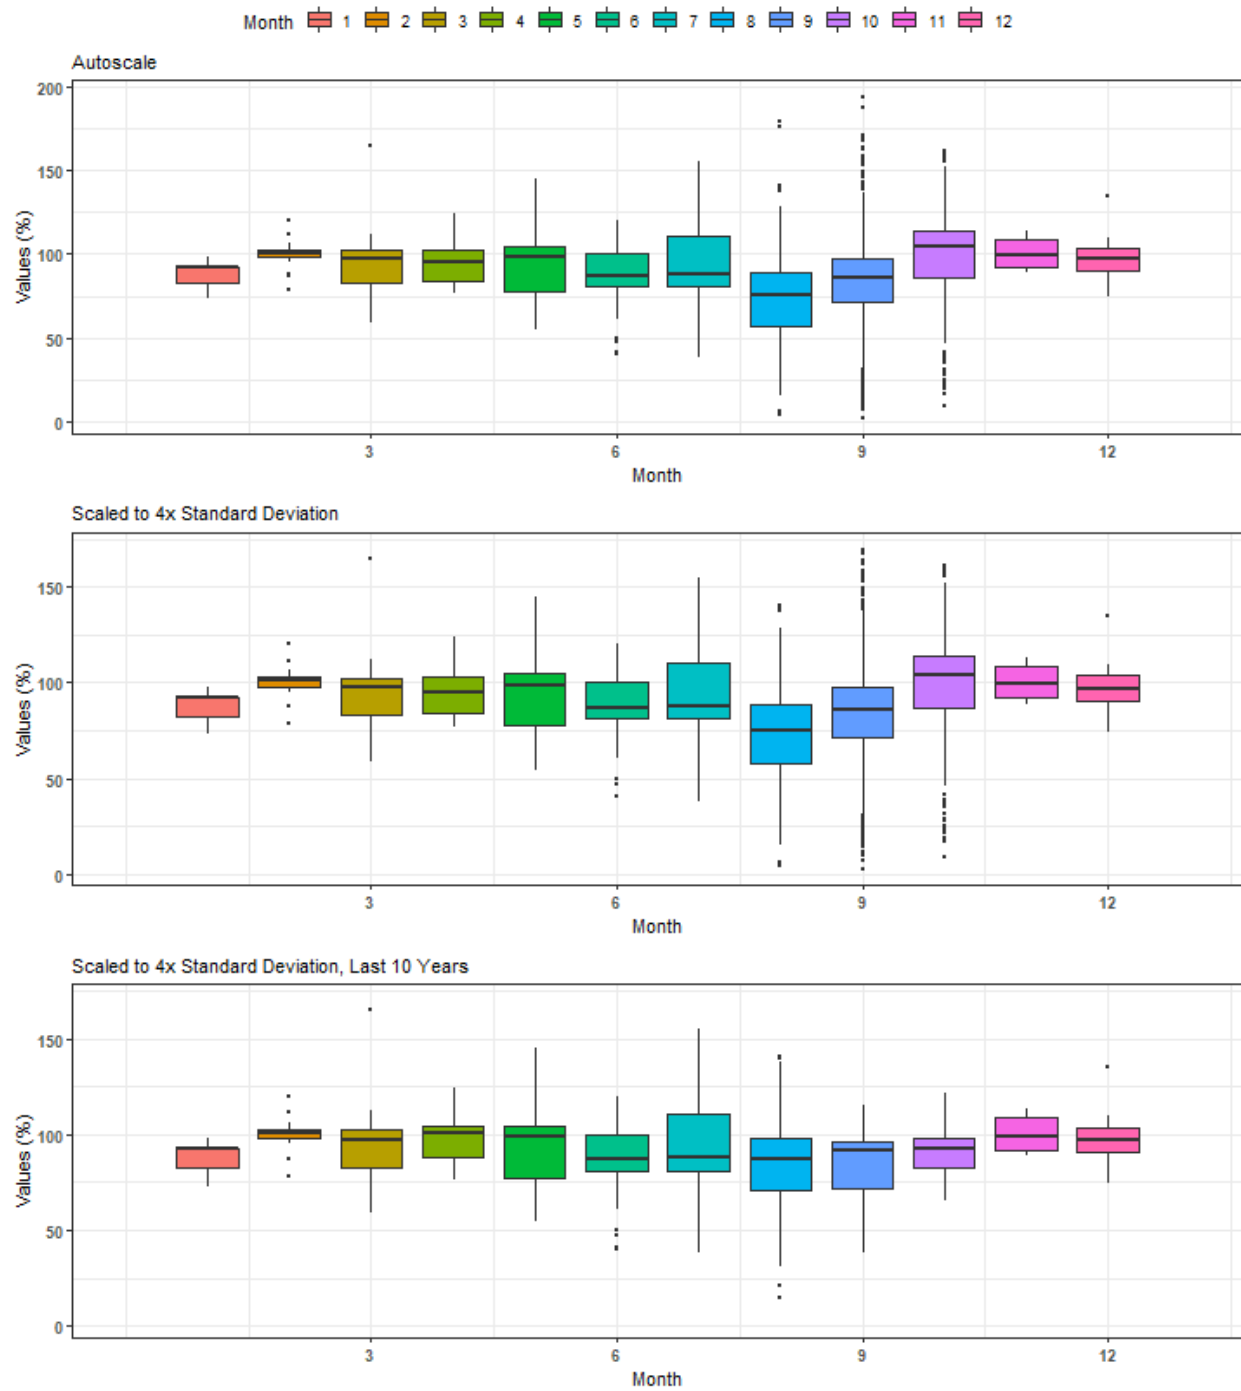 Month 1 2 3 4 5 6 7 8 9 10 11 12
Autoscale
Values (%)
200
150
100
50
0
3 6 9 12
Month
Scaled to 4x Standard Deviation
Values (%)
150
100
50
0
3 6 9 12
Month
Scaled to 4x Standard Deviation, Last 10 Years
Values (%)
150
100
50
0
3 6 9 12
Month